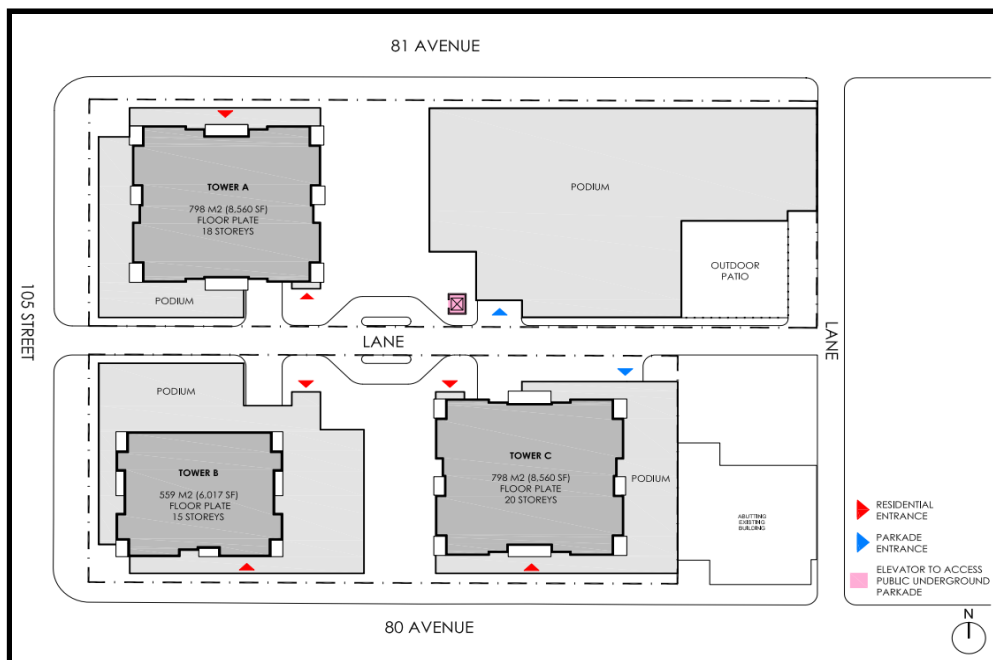 81 AVENUE
TOWER A
798 M2 (8,560 SF)
FLOOR PLATE
18 STOREYS
PODIUM
PODIUM
OUTDOOR
PATIO
105 STREET
LANE
LANE
PODIUM
TOWER B
559 M2 (6,017 SF)
FLOOR PLATE
15 STOREYS
TOWER C
798 M2 (8,560 SF)
FLOOR PLATE
20 STOREYS
PODIUM
ABUTTING
EXISTING
BUILDING
RESIDENTIAL
ENTRANCE
PARKADE
ENTRANCE
ELEVATOR TO ACCESS
PUBLIC UNDERGROUND
PARKADE
N
80 AVENUE